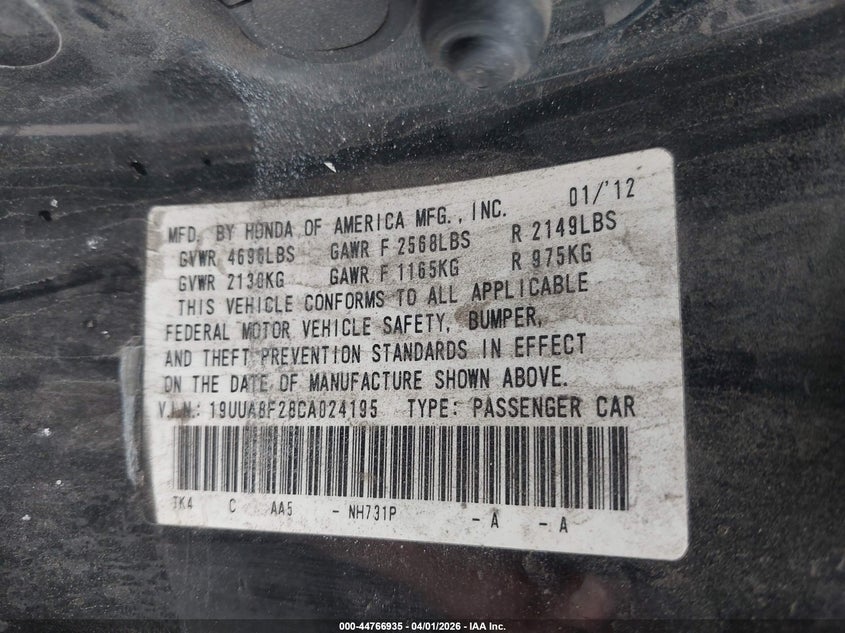 01/'12
MFD. BY HONDA OF AMERICA MFG., INC.
GVWR 4696LBS GAWR F 2568LBS R 2149LBS
GVWR 2130KG GAWR F 1165KG R 975KG
THIS VEHICLE CONFORMS TO ALL APPLICABLE
FEDERAL MOTOR VEHICLE SAFETY, BUMPER,
AND THEFT PREVENTION STANDARDS IN EFFECT
ON THE DATE OF MANUFACTURE SHOWN ABOVE.
V.I.N.: 19UUA8F28CA024195 TYPE: PASSENGER CAR
TK4 C AA5 - NH731P - A - A
000-44766935 - 04/01/2026 - IAA Inc.